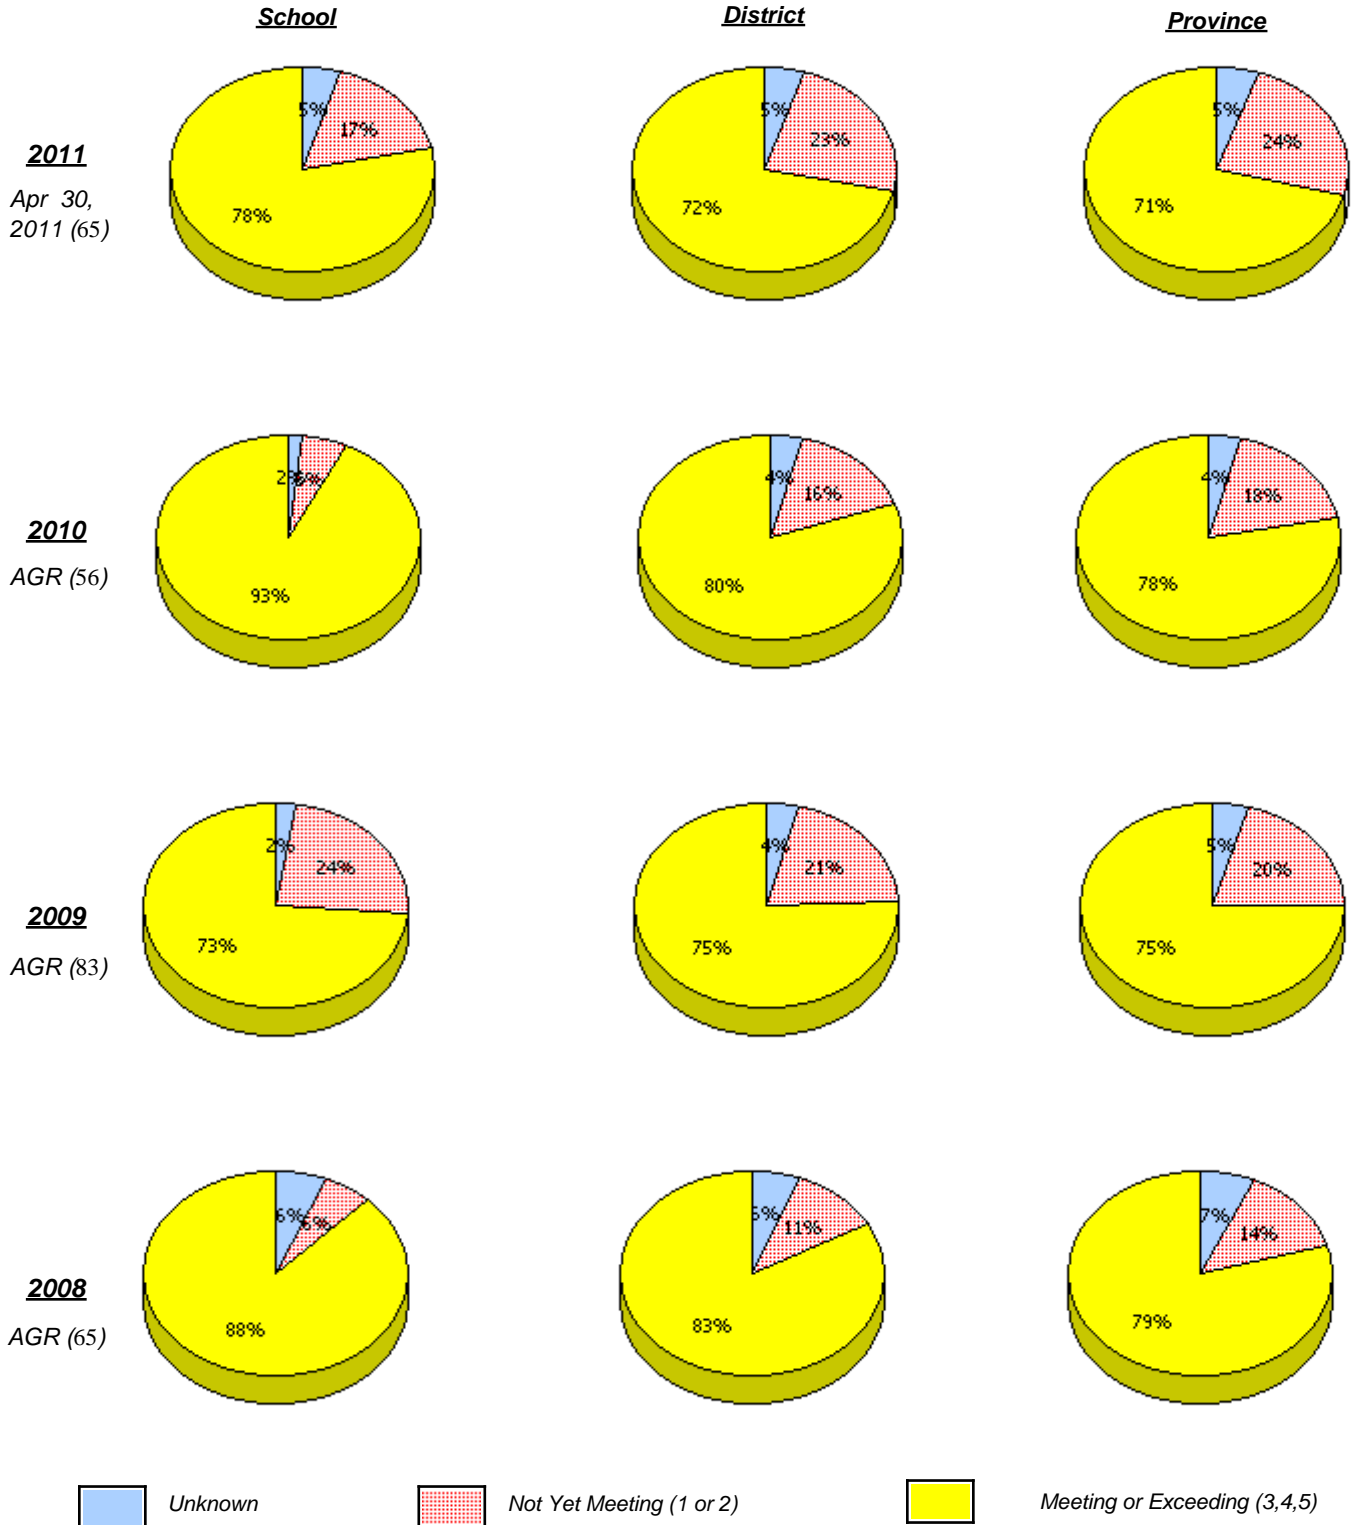 School District Province
5% 17% 78% 5% 23% 72% 5% 24% 71%
2011
Apr 30,
2011 (65)
2% 5% 93% 4% 16% 80% 4% 18% 78%
2010
AGR (56)
2% 24% 73% 4% 21% 75% 5% 20% 75%
2009
AGR (83)
6% 6% 88% 11% 83% 7% 14% 79%
2008
AGR (65)
Unknown Not Yet Meeting (1 or 2) Meeting or Exceeding (3,4,5)